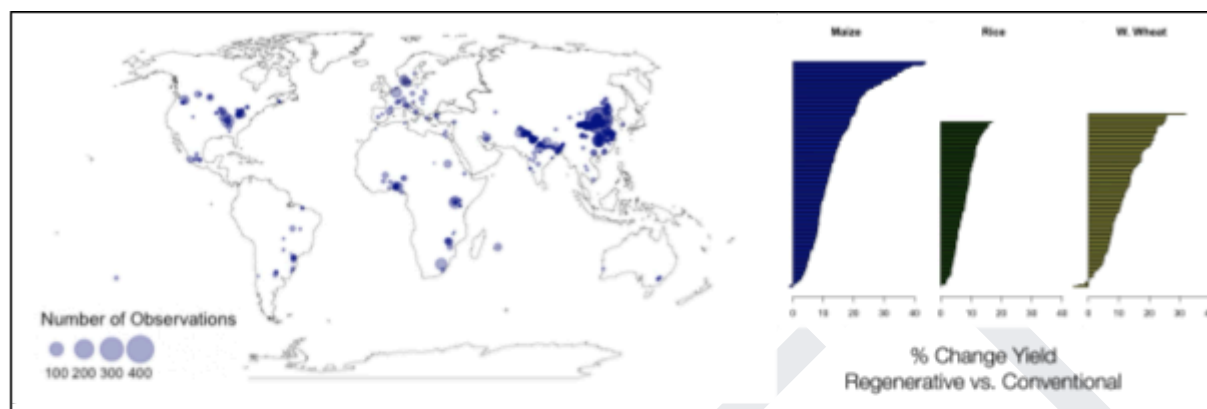 Maize
Rice
W. Wheat
Number of Observations
100 200 300 400
0 10 20 30 40
0 10 20 30 40
0 10 20 30 40
% Change Yield
Regenerative vs. Conventional